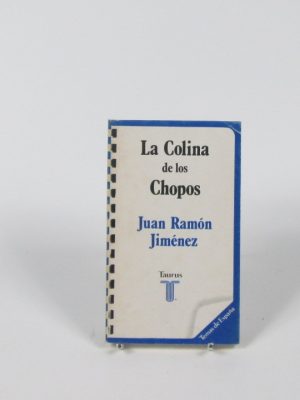 La Colina
de los
Chopos
Juan Ramón
Jiménez
Taurus
Temas de España